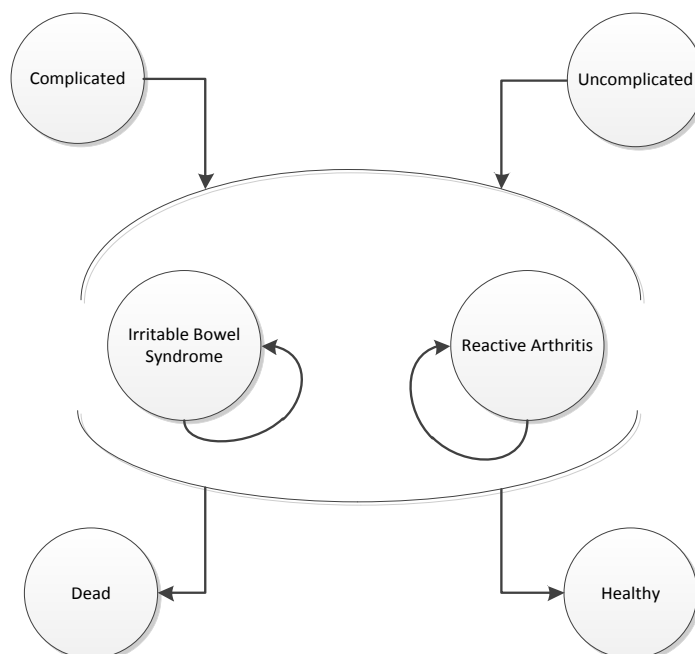 Complicated
Uncomplicated
Irritable Bowel
Syndrome
Reactive Arthritis
Dead
Healthy